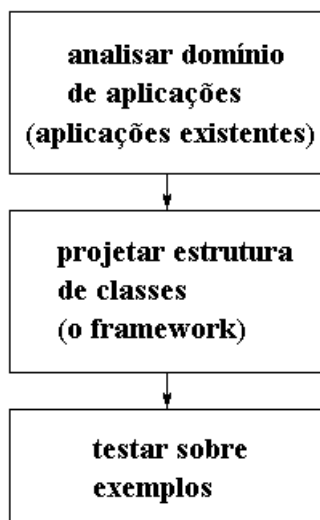 analisar domínio
de aplicações
(aplicações existentes)
projetar estrutura
de classes
(o framework)
testar sobre
exemplos